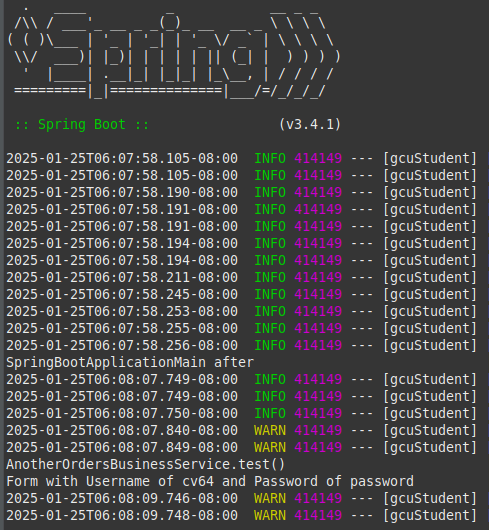 .   ____          _            __ _ _
 /\\ / ___'_ __ _ _(_)_ __  __ _ \ \ \ \
( ( )\___ | '_ | '_| | '_ \/ _` | \ \ \ \
 \\/  ___)| |_)| | | | | || (_| |  ) ) ) )
  '  |____| .__|_| |_|_| |_\__, | / / / /
 =========|_|==============|___/=/_/_/_/
 :: Spring Boot ::                (v3.4.1)
2025-01-25T06:07:58.105-08:00  INFO 414149 --- [gcuStudent]
2025-01-25T06:07:58.105-08:00  INFO 414149 --- [gcuStudent]
2025-01-25T06:07:58.190-08:00  INFO 414149 --- [gcuStudent]
2025-01-25T06:07:58.191-08:00  INFO 414149 --- [gcuStudent]
2025-01-25T06:07:58.191-08:00  INFO 414149 --- [gcuStudent]
2025-01-25T06:07:58.194-08:00  INFO 414149 --- [gcuStudent]
2025-01-25T06:07:58.194-08:00  INFO 414149 --- [gcuStudent]
2025-01-25T06:07:58.211-08:00  INFO 414149 --- [gcuStudent]
2025-01-25T06:07:58.245-08:00  INFO 414149 --- [gcuStudent]
2025-01-25T06:07:58.253-08:00  INFO 414149 --- [gcuStudent]
2025-01-25T06:07:58.255-08:00  INFO 414149 --- [gcuStudent]
2025-01-25T06:07:58.256-08:00  INFO 414149 --- [gcuStudent]
SpringBootApplicationMain after
2025-01-25T06:08:07.749-08:00  INFO 414149 --- [gcuStudent]
2025-01-25T06:08:07.749-08:00  INFO 414149 --- [gcuStudent]
2025-01-25T06:08:07.750-08:00  INFO 414149 --- [gcuStudent]
2025-01-25T06:08:07.840-08:00  WARN 414149 --- [gcuStudent]
2025-01-25T06:08:07.849-08:00  WARN 414149 --- [gcuStudent]
AnotherOrdersBusinessService.test()
Form with Username of cv64 and Password of password
2025-01-25T06:08:09.746-08:00  WARN 414149 --- [gcuStudent]
2025-01-25T06:08:09.748-08:00  WARN 414149 --- [gcuStudent]